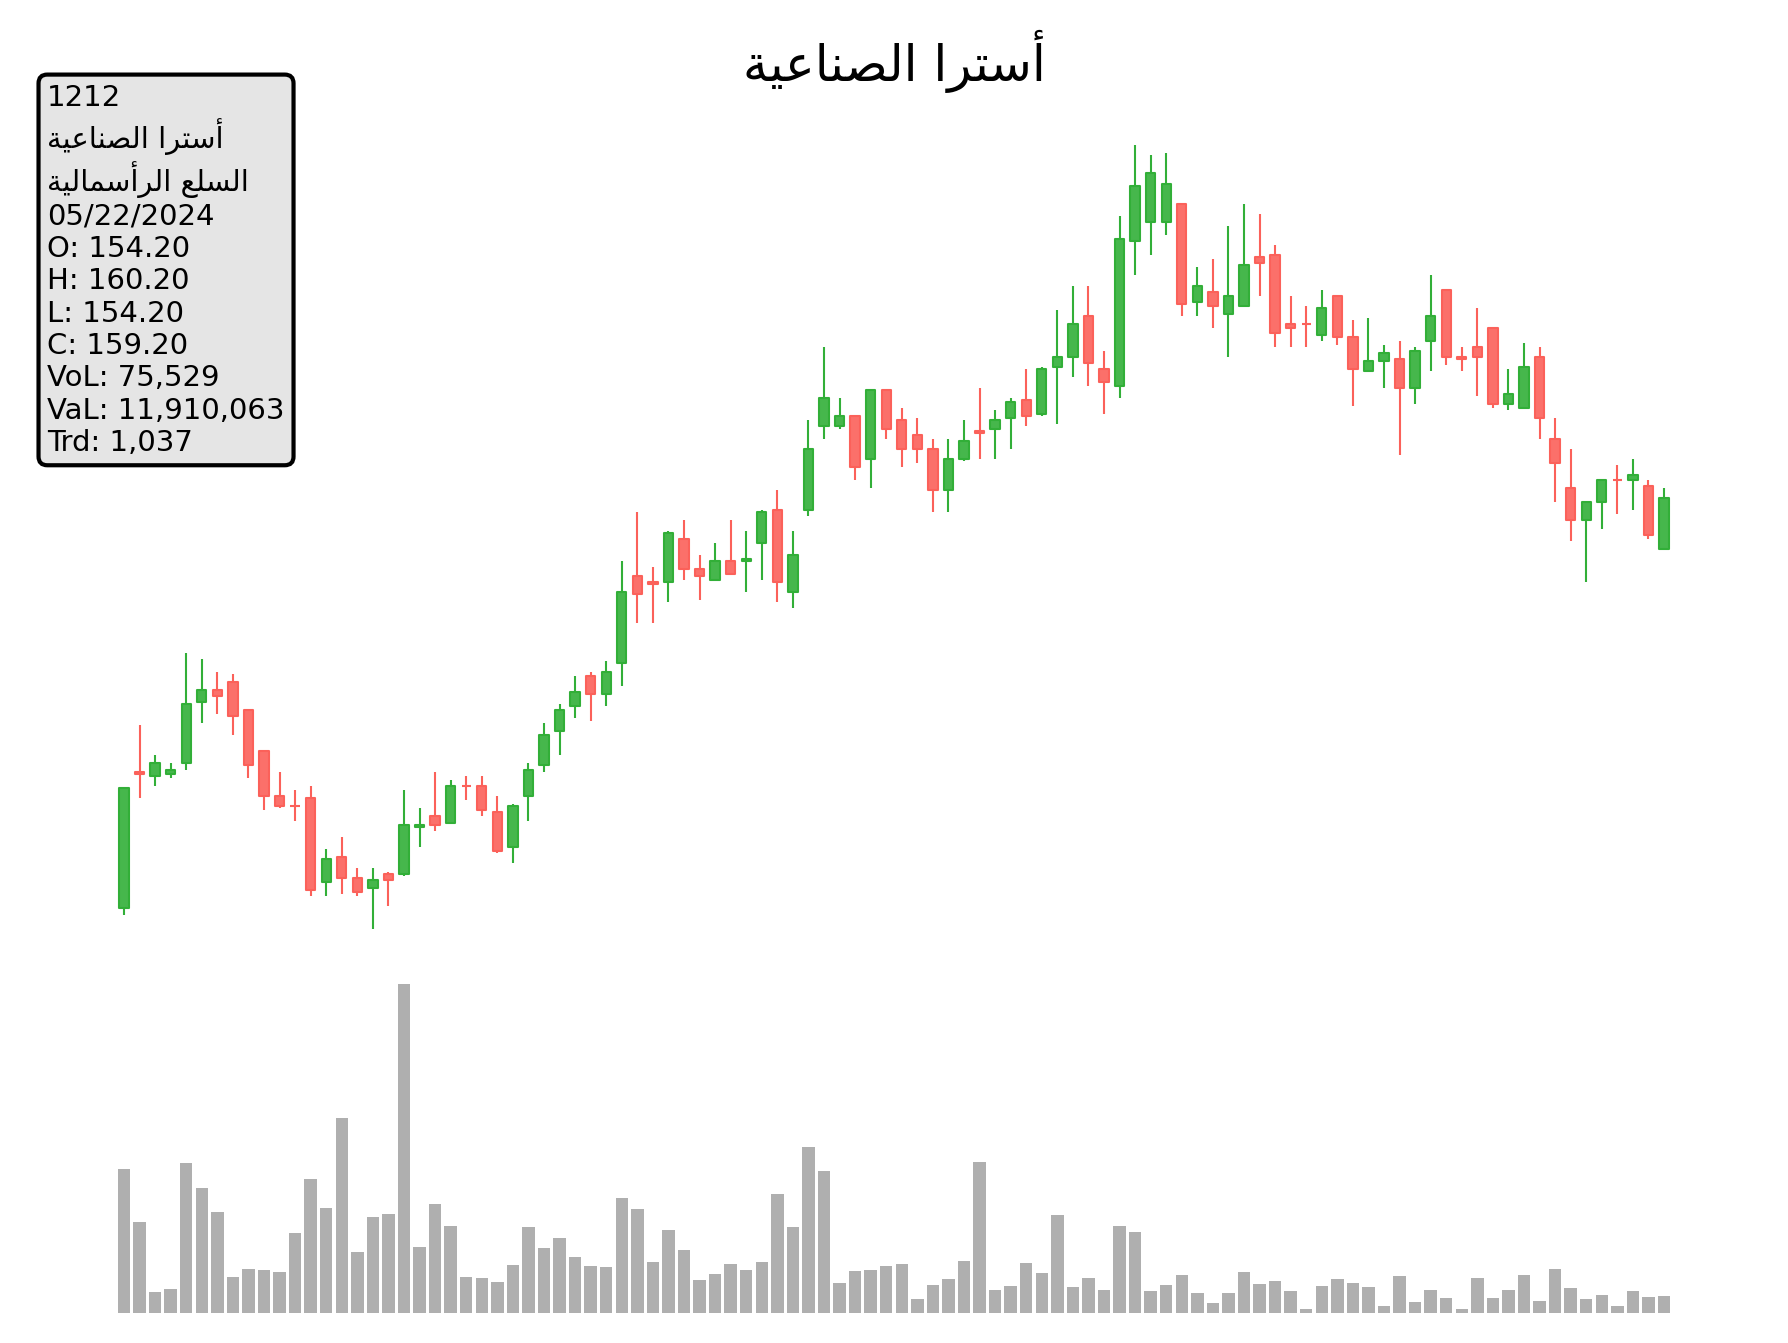 أسترا الصناعية
1212
أسترا الصناعية
السلع الرأسمالية
05/22/2024
O: 154.20
H: 160.20
L: 154.20
C: 159.20
VoL: 75,529
VaL: 11,910,063
Trd: 1,037